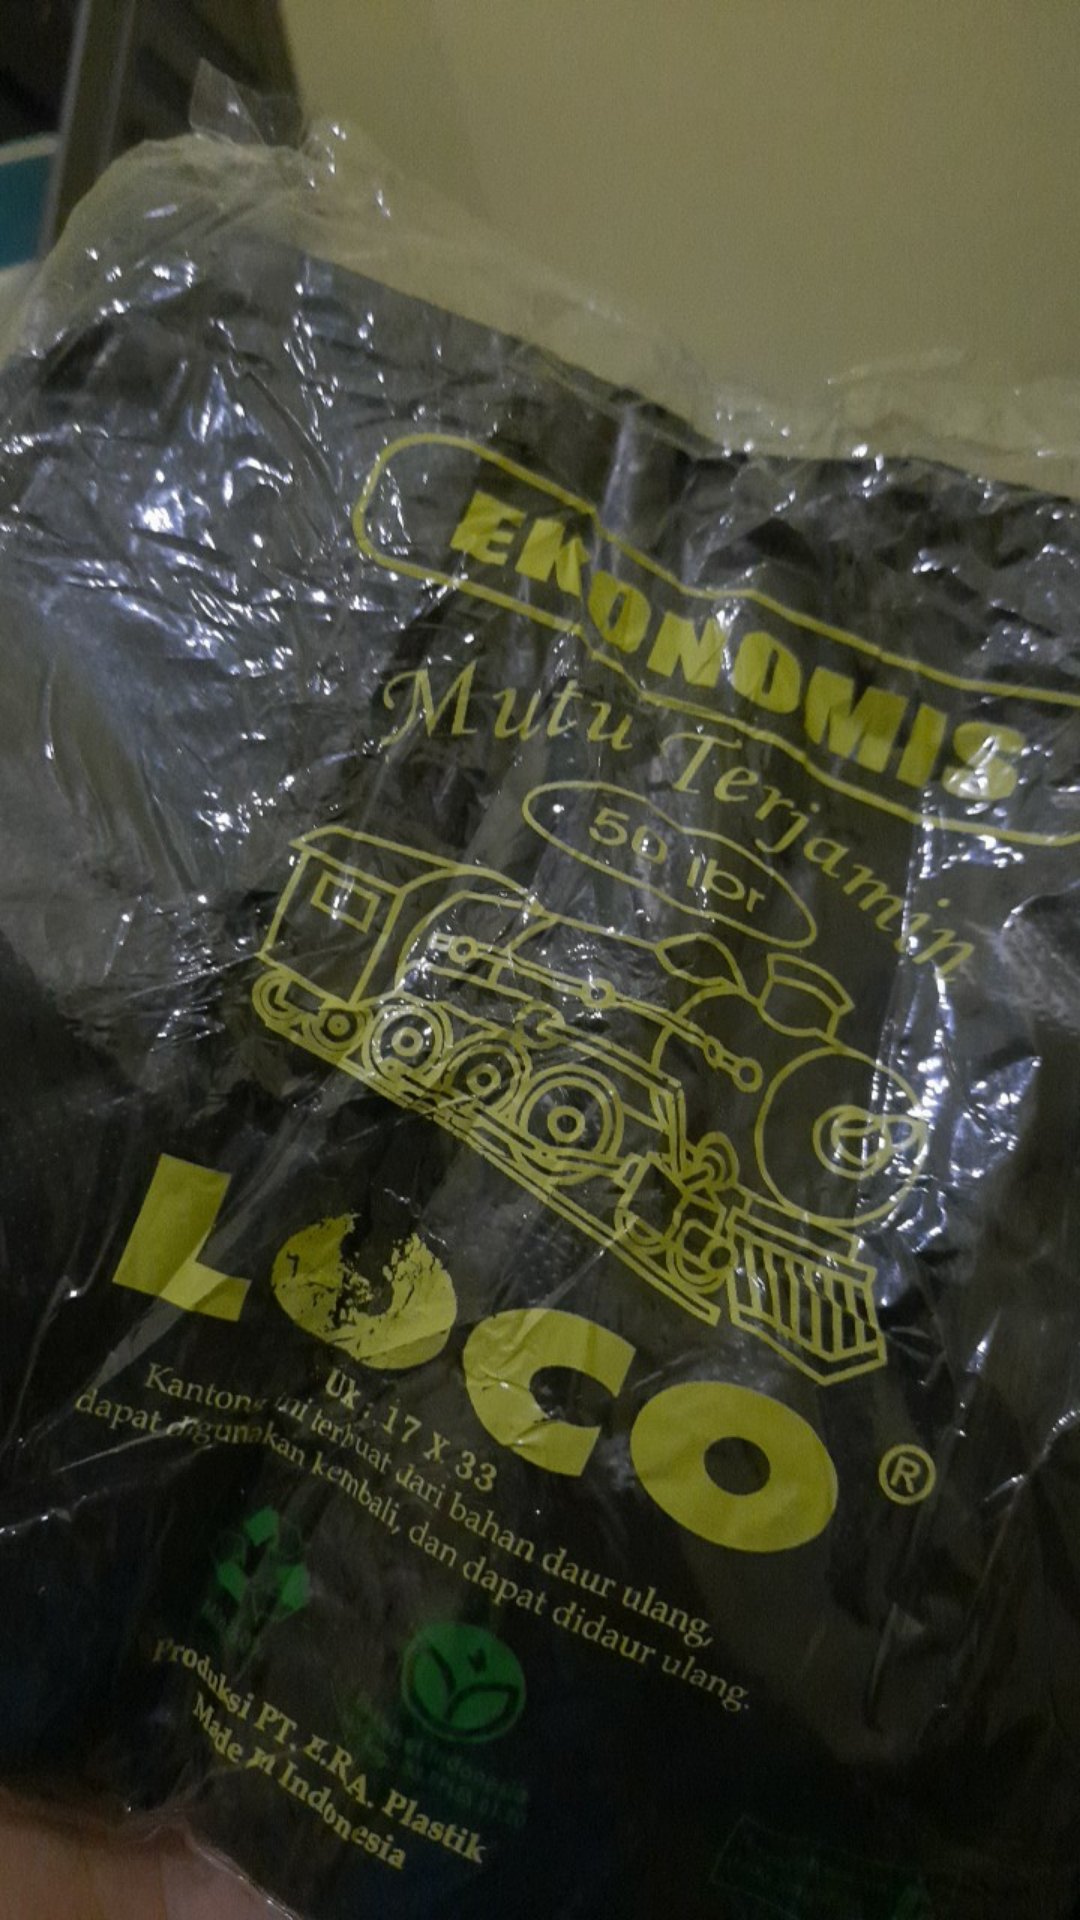 EKONOMIS
Mutu Terjamin
50 lbr
LOCO ®
Uk : 17 X 33
Kantong ini terbuat dari bahan daur ulang,
dapat digunakan kembali, dan dapat didaur ulang.
Produksi PT. E.RA. Plastik
Made in Indonesia